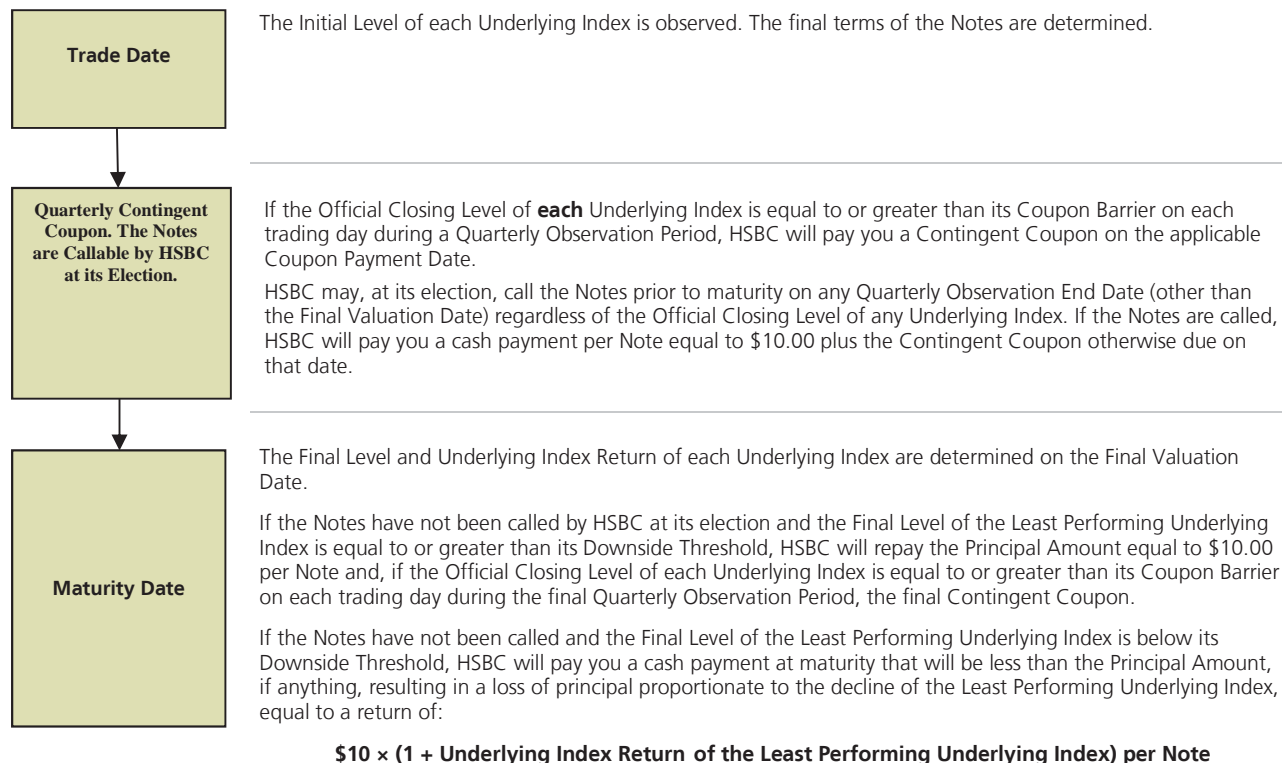 Trade Date
The Initial Level of each Underlying Index is observed. The final terms of the Notes are determined.
Quarterly Contingent
Coupon. The Notes
are Callable by HSBC
at its Election.
If the Official Closing Level of each Underlying Index is equal to or greater than its Coupon Barrier on each
trading day during a Quarterly Observation Period, HSBC will pay you a Contingent Coupon on the applicable
Coupon Payment Date.
HSBC may, at its election, call the Notes prior to maturity on any Quarterly Observation End Date (other than
the Final Valuation Date) regardless of the Official Closing Level of any Underlying Index. If the Notes are called,
HSBC will pay you a cash payment per Note equal to $10.00 plus the Contingent Coupon otherwise due on
that date.
Maturity Date
The Final Level and Underlying Index Return of each Underlying Index are determined on the Final Valuation
Date.
If the Notes have not been called by HSBC at its election and the Final Level of the Least Performing Underlying
Index is equal to or greater than its Downside Threshold, HSBC will repay the Principal Amount equal to $10.00
per Note and, if the Official Closing Level of each Underlying Index is equal to or greater than its Coupon Barrier
on each trading day during the final Quarterly Observation Period, the final Contingent Coupon.
If the Notes have not been called and the Final Level of the Least Performing Underlying Index is below its
Downside Threshold, HSBC will pay you a cash payment at maturity that will be less than the Principal Amount,
if anything, resulting in a loss of principal proportionate to the decline of the Least Performing Underlying Index,
equal to a return of:
$10 × (1 + Underlying Index Return of the Least Performing Underlying Index) per Note